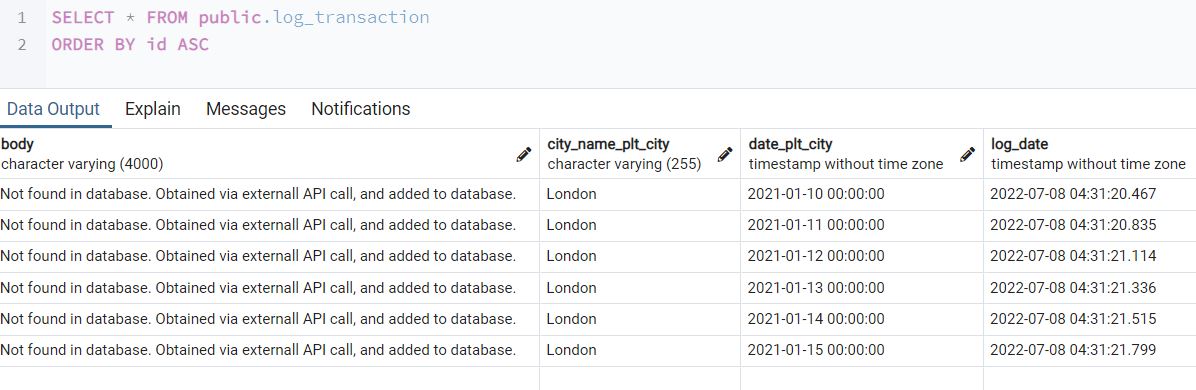 1 SELECT * FROM public.log_transaction
2 ORDER BY id ASC
Data Output Explain Messages Notifications
body city_name_plt_city date_plt_city log_date
character varying (4000) character varying (255) timestamp without time zone timestamp without time zone
Not found in database. Obtained via externall API call, and added to database. London 2021-01-10 00:00:00 2022-07-08 04:31:20.467
Not found in database. Obtained via externall API call, and added to database. London 2021-01-11 00:00:00 2022-07-08 04:31:20.835
Not found in database. Obtained via externall API call, and added to database. London 2021-01-12 00:00:00 2022-07-08 04:31:21.114
Not found in database. Obtained via externall API call, and added to database. London 2021-01-13 00:00:00 2022-07-08 04:31:21.336
Not found in database. Obtained via externall API call, and added to database. London 2021-01-14 00:00:00 2022-07-08 04:31:21.515
Not found in database. Obtained via externall API call, and added to database. London 2021-01-15 00:00:00 2022-07-08 04:31:21.799